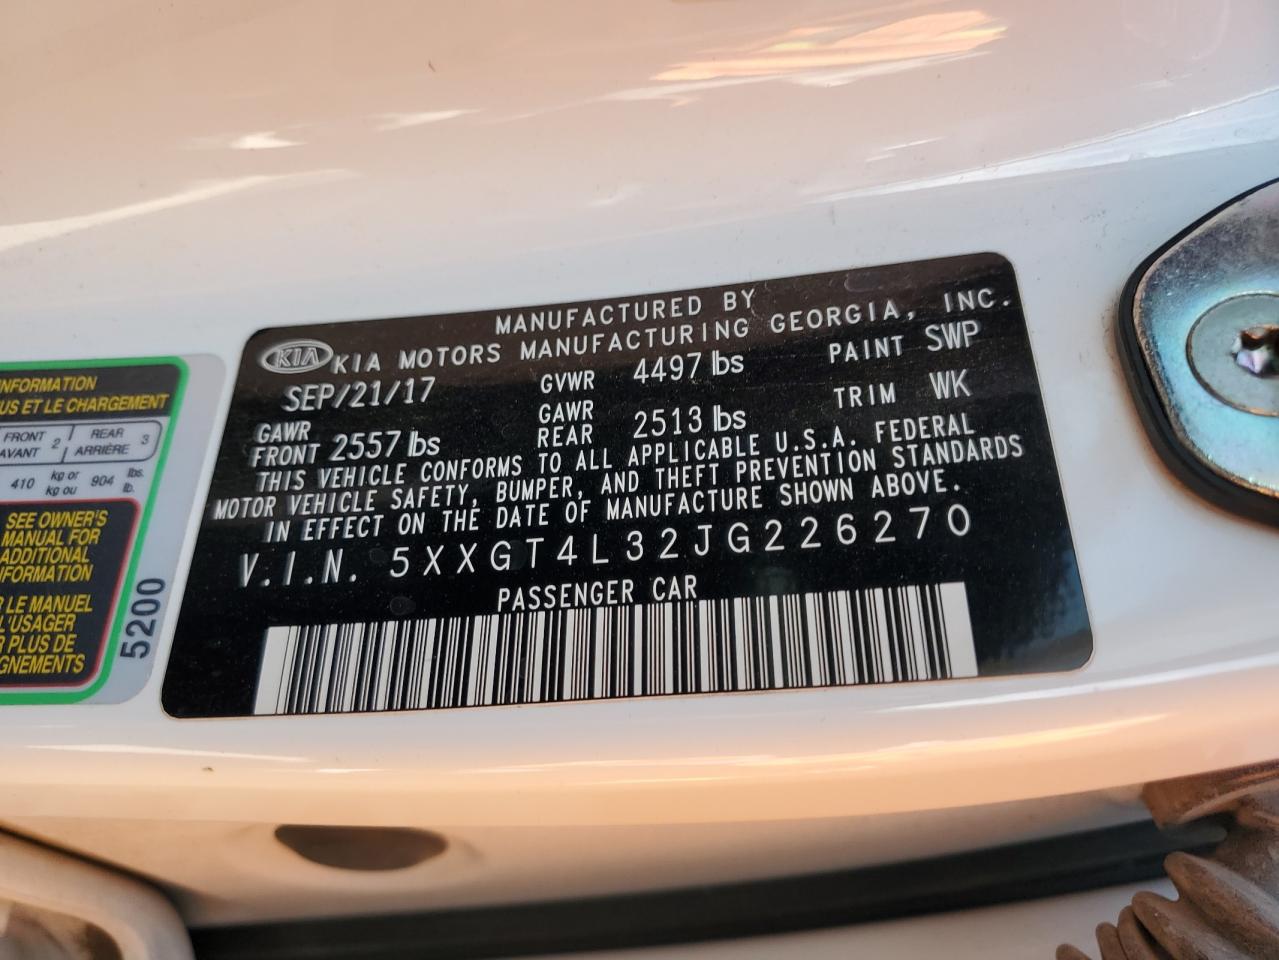 MANUFACTURED BY
KIA KIA MOTORS MANUFACTURING GEORGIA, INC.
SEP/21/17 GVWR 4497 lbs PAINT SWP
GAWR FRONT 2557 lbs GAWR REAR 2513 lbs TRIM WK
THIS VEHICLE CONFORMS TO ALL APPLICABLE U.S.A. FEDERAL
MOTOR VEHICLE SAFETY, BUMPER, AND THEFT PREVENTION STANDARDS
IN EFFECT ON THE DATE OF MANUFACTURE SHOWN ABOVE.
V.I.N. 5XXGT4L32JG226270
PASSENGER CAR
INFORMATION
US ET LE CHARGEMENT
FRONT 2 REAR 3
AVANT ARRIÈRE
410 kg or kg ou 904 lbs. lb.
SEE OWNER'S
MANUAL FOR
ADDITIONAL
INFORMATION
LE MANUEL
L'USAGER
PLUS DE
5200